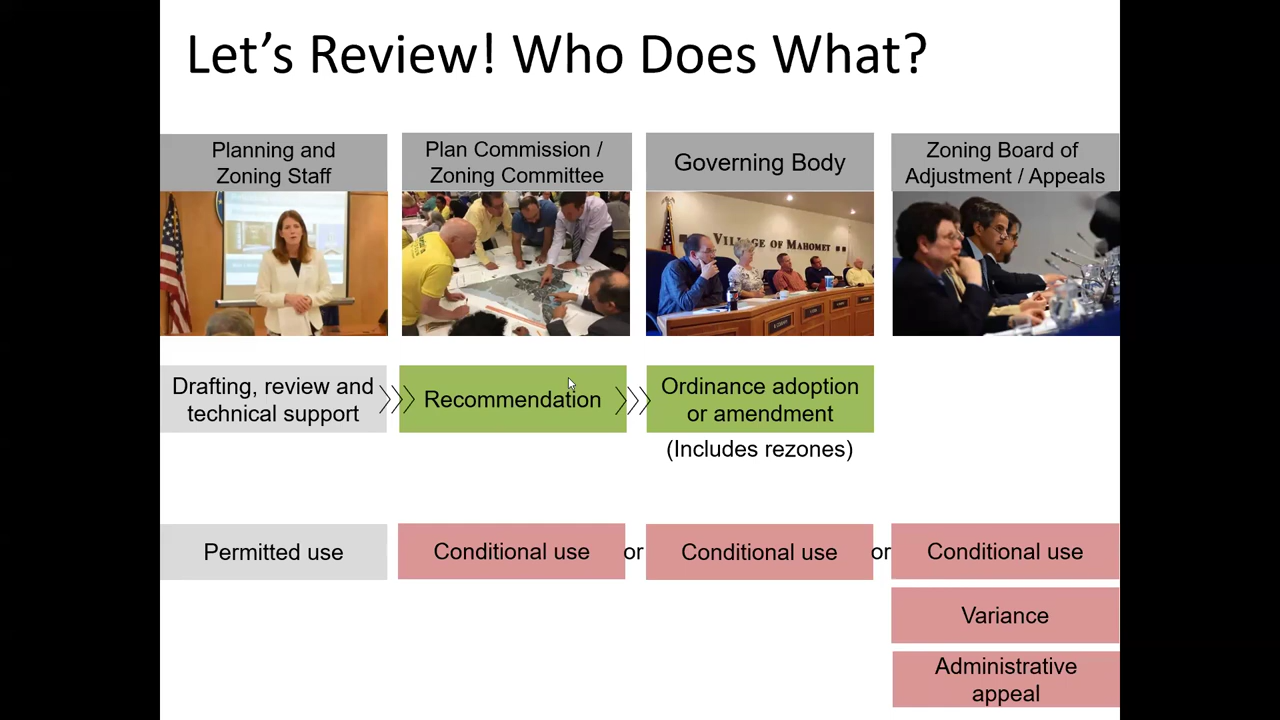 Let's Review! Who Does What?
Planning and
Zoning Staff
Plan Commission /
Zoning Committee
Governing Body
Zoning Board of
Adjustment / Appeals
VILLAGE OF MAHOMET
Drafting, review and
technical support
Recommendation
Ordinance adoption
or amendment
(Includes rezones)
Permitted use
Conditional use
or
Conditional use
or
Conditional use
Variance
Administrative
appeal